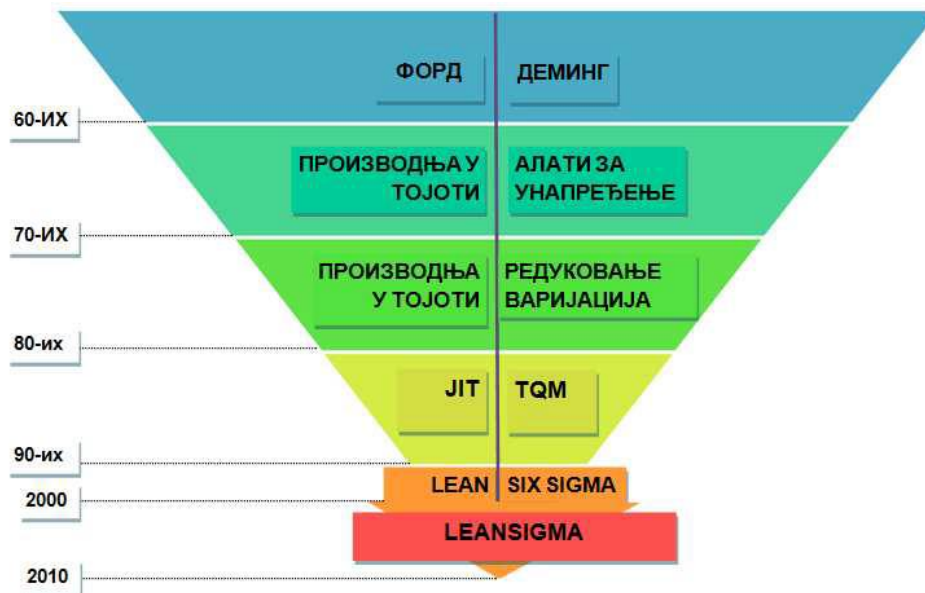 ФОРД
ДЕМИНГ
60-ИХ
ПРОИЗВОДЊА У
ТОЈОТИ
АЛАТИ ЗА
УНАПРЕЂЕЊЕ
70-ИХ
ПРОИЗВОДЊА
У ТОЈОТИ
РЕДУКОВАЊЕ
ВАРИЈАЦИЈА
80-их
JIT
TQM
90-их
LEAN
SIX SIGMA
2000
LEANSIGMA
2010